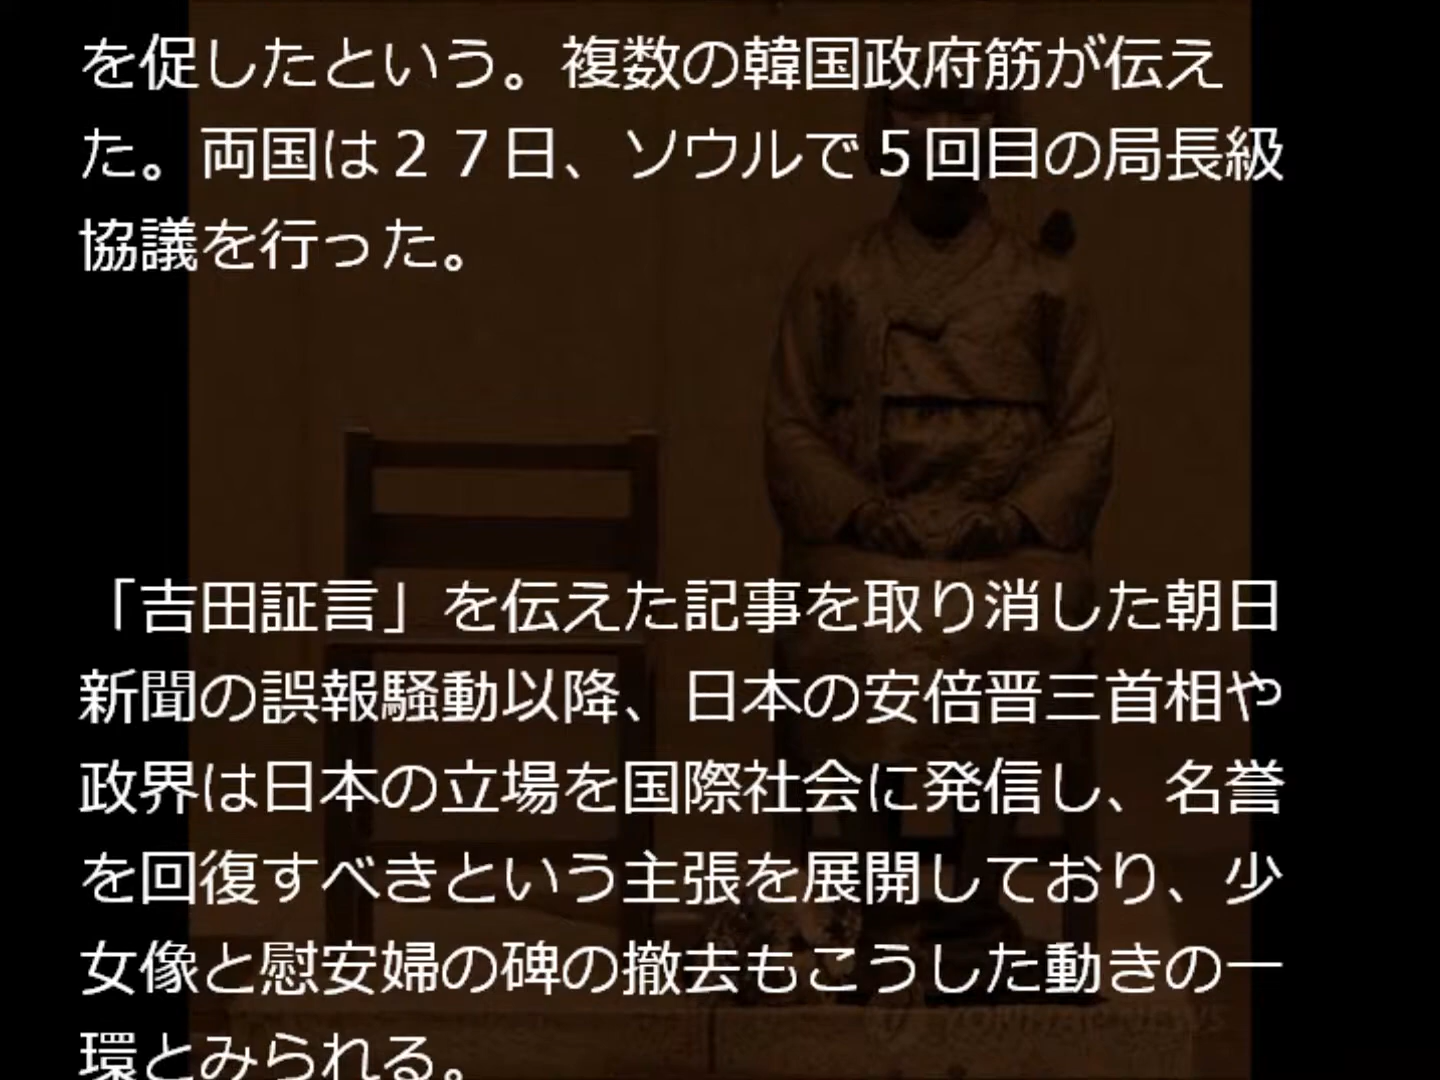 を促したという。複数の韓国政府筋が伝え
た。両国は２７日、ソウルで５回目の局長級
協議を行った。
「吉田証言」を伝えた記事を取り消した朝日
新聞の誤報騒動以降、日本の安倍晋三首相や
政界は日本の立場を国際社会に発信し、名誉
を回復すべきという主張を展開しており、少
女像と慰安婦の碑の撤去もこうした動きの一
環とみられる。